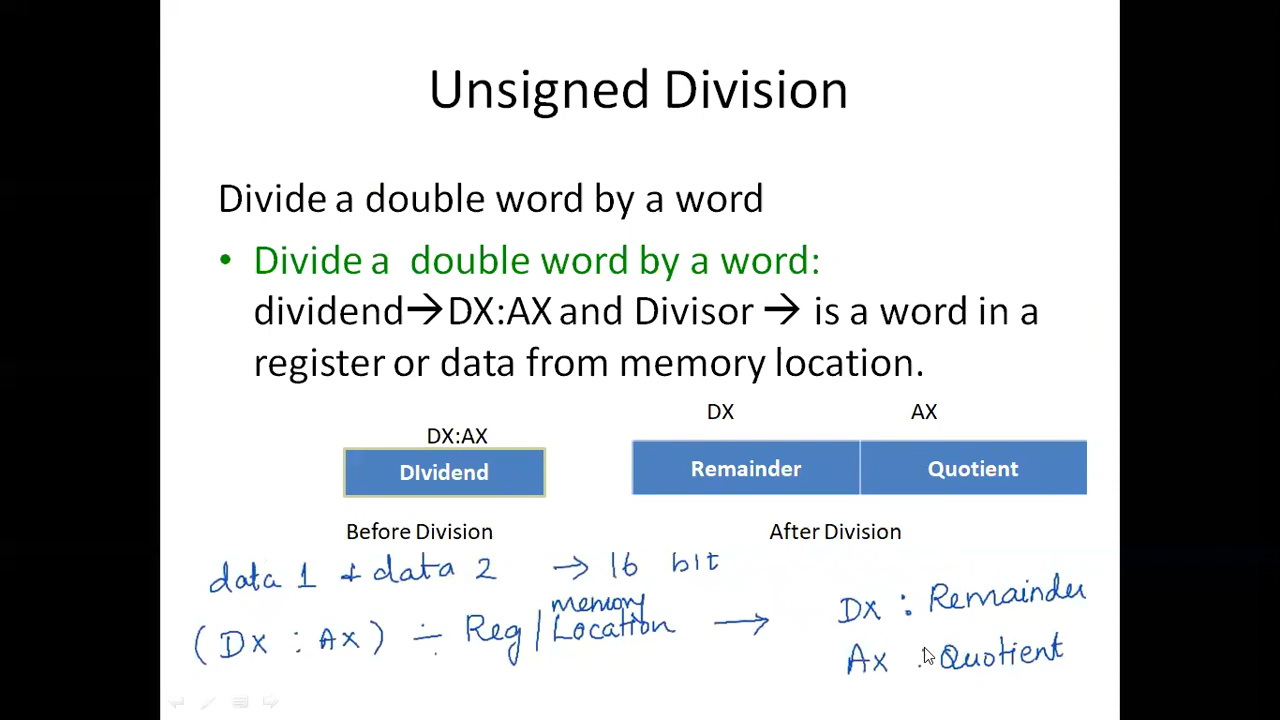 Unsigned Division
Divide a double word by a word
• Divide a double word by a word:
dividend→DX:AX and Divisor → is a word in a
register or data from memory location.
DX AX
DX:AX
DIvidend
Remainder Quotient
Before Division After Division
data 1 & data 2 → 16 bit
(DX : AX) ÷ Reg/memory Location → DX : Remainder
AX : Quotient